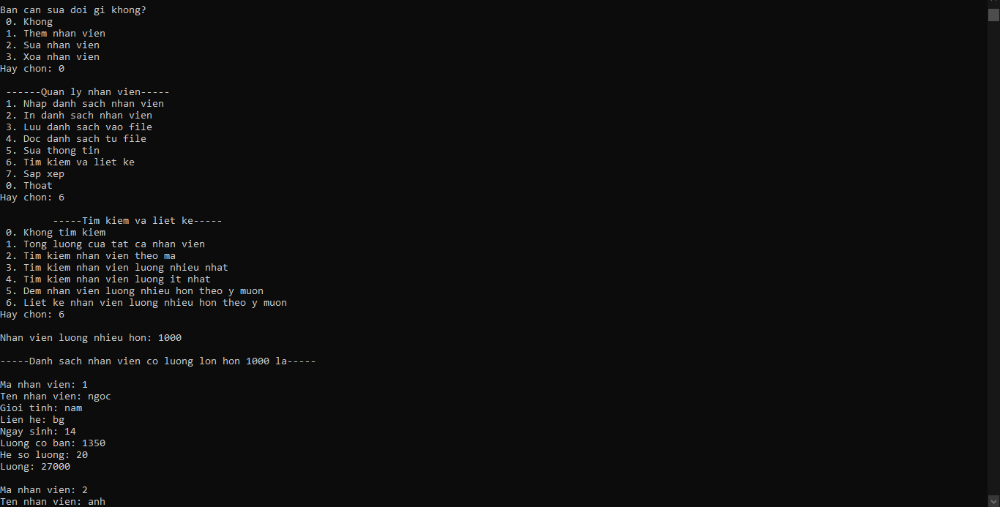 Ban can sua doi gi khong?
0. Khong
1. Them nhan vien
2. Sua nhan vien
3. Xoa nhan vien
Hay chon: 0
------Quan ly nhan vien-----
1. Nhap danh sach nhan vien
2. In danh sach nhan vien
3. Luu danh sach vao file
4. Doc danh sach tu file
5. Sua thong tin
6. Tim kiem va liet ke
7. Sap xep
0. Thoat
Hay chon: 6
-----Tim kiem va liet ke-----
0. Khong tim kiem
1. Tong luong cua tat ca nhan vien
2. Tim kiem nhan vien theo ma
3. Tim kiem nhan vien luong nhieu nhat
4. Tim kiem nhan vien luong it nhat
5. Dem nhan vien luong nhieu hon theo y muon
6. Liet ke nhan vien luong nhieu hon theo y muon
Hay chon: 6
Nhan vien luong nhieu hon: 1000
-----Danh sach nhan vien co luong lon hon 1000 la-----
Ma nhan vien: 1
Ten nhan vien: ngoc
Gioi tinh: nam
Lien he: bg
Ngay sinh: 14
Luong co ban: 1350
He so luong: 20
Luong: 27000
Ma nhan vien: 2
Ten nhan vien: anh